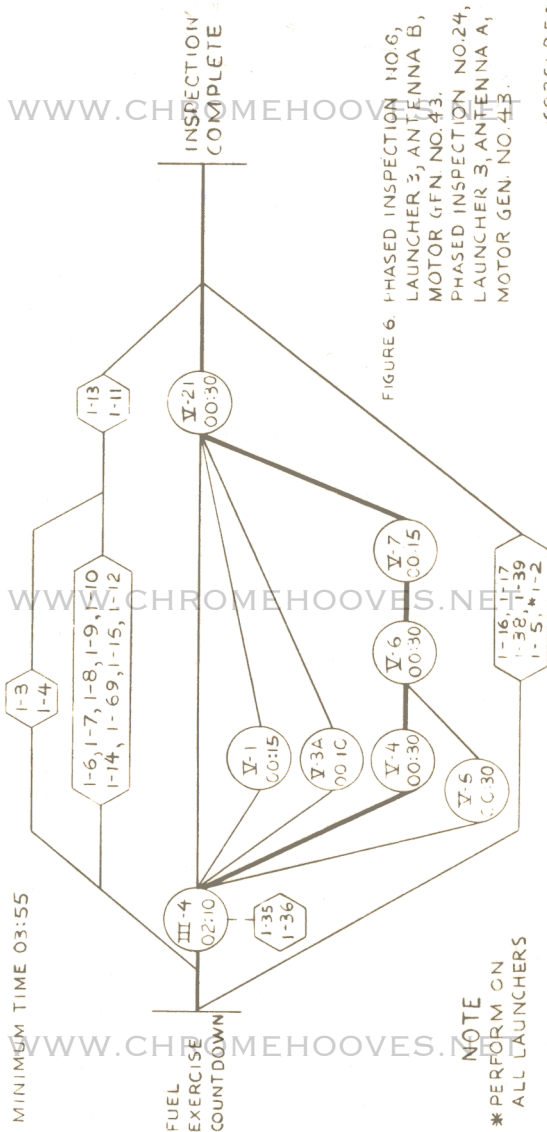 MINIMUM TIME 03:55
FUEL
EXERCISE
COUNTDOWN
III-4
02:10
1-35
1-36
1-3
1-4
1-6, 1-7, 1-8, 1-9, 1-10
1-14, 1-69, 1-15, 1-12
1-13
1-11
V-1
00:15
V-3A
00:10
V-4
00:30
V-5
00:30
V-6
00:30
V-7
00:15
V-21
00:30
1-16, 1-17
1-38, 1-39
1-5, *1-2
INSPECTION
COMPLETE
NOTE
* PERFORM ON
ALL LAUNCHERS
FIGURE 6. PHASED INSPECTION NO.6,
LAUNCHER 3, ANTENNA B,
MOTOR GEN. NO.43.
PHASED INSPECTION NO.24,
LAUNCHER 3, ANTENNA A,
MOTOR GEN. NO.43.
WWW.CHROMEHOOVES.NET
WWW.CHROMEHOOVES.NET
WWW.CHROMEHOOVES.NET